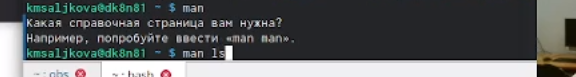 kmsaljkova@dk8n81 ~ $ man
Какая справочная страница вам нужна?
Например, попробуйте ввести «man man».
kmsaljkova@dk8n81 ~ $ man ls
~ : obs
~ : bash